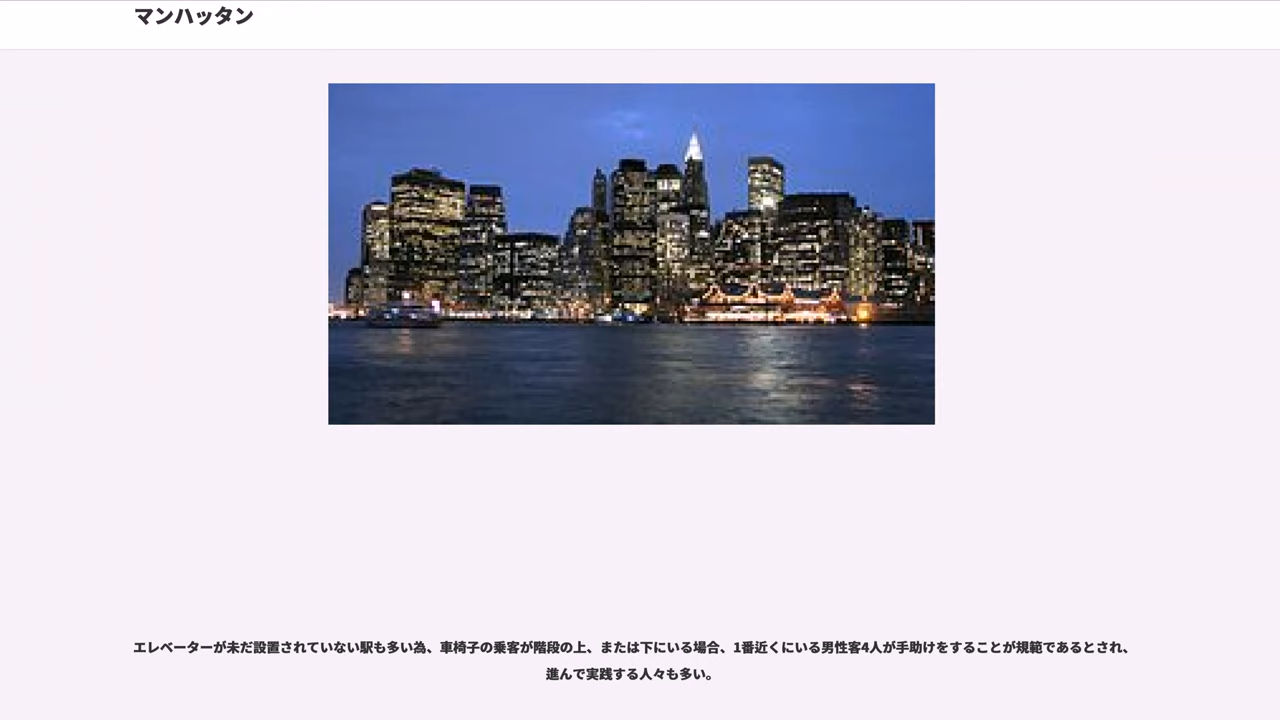 マンハッタン
エレベーターが未だ設置されていない駅も多い為、車椅子の乗客が階段の上、または下にいる場合、1番近くにいる男性客4人が手助けをすることが規範であるとされ、
進んで実践する人々も多い。